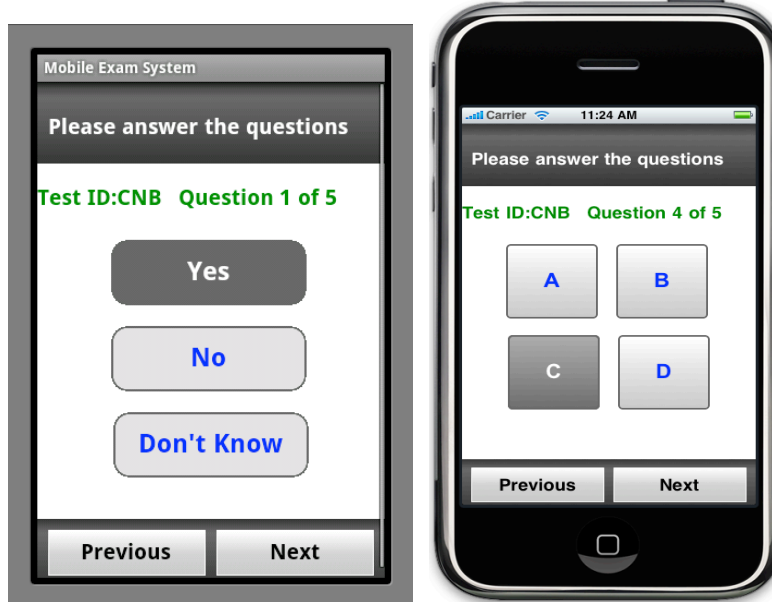 Mobile Exam System
Please answer the questions
Test ID:CNB Question 1 of 5
Yes
No
Don't Know
Previous Next
Carrier 11:24 AM
Please answer the questions
Test ID:CNB Question 4 of 5
A B
C D
Previous Next